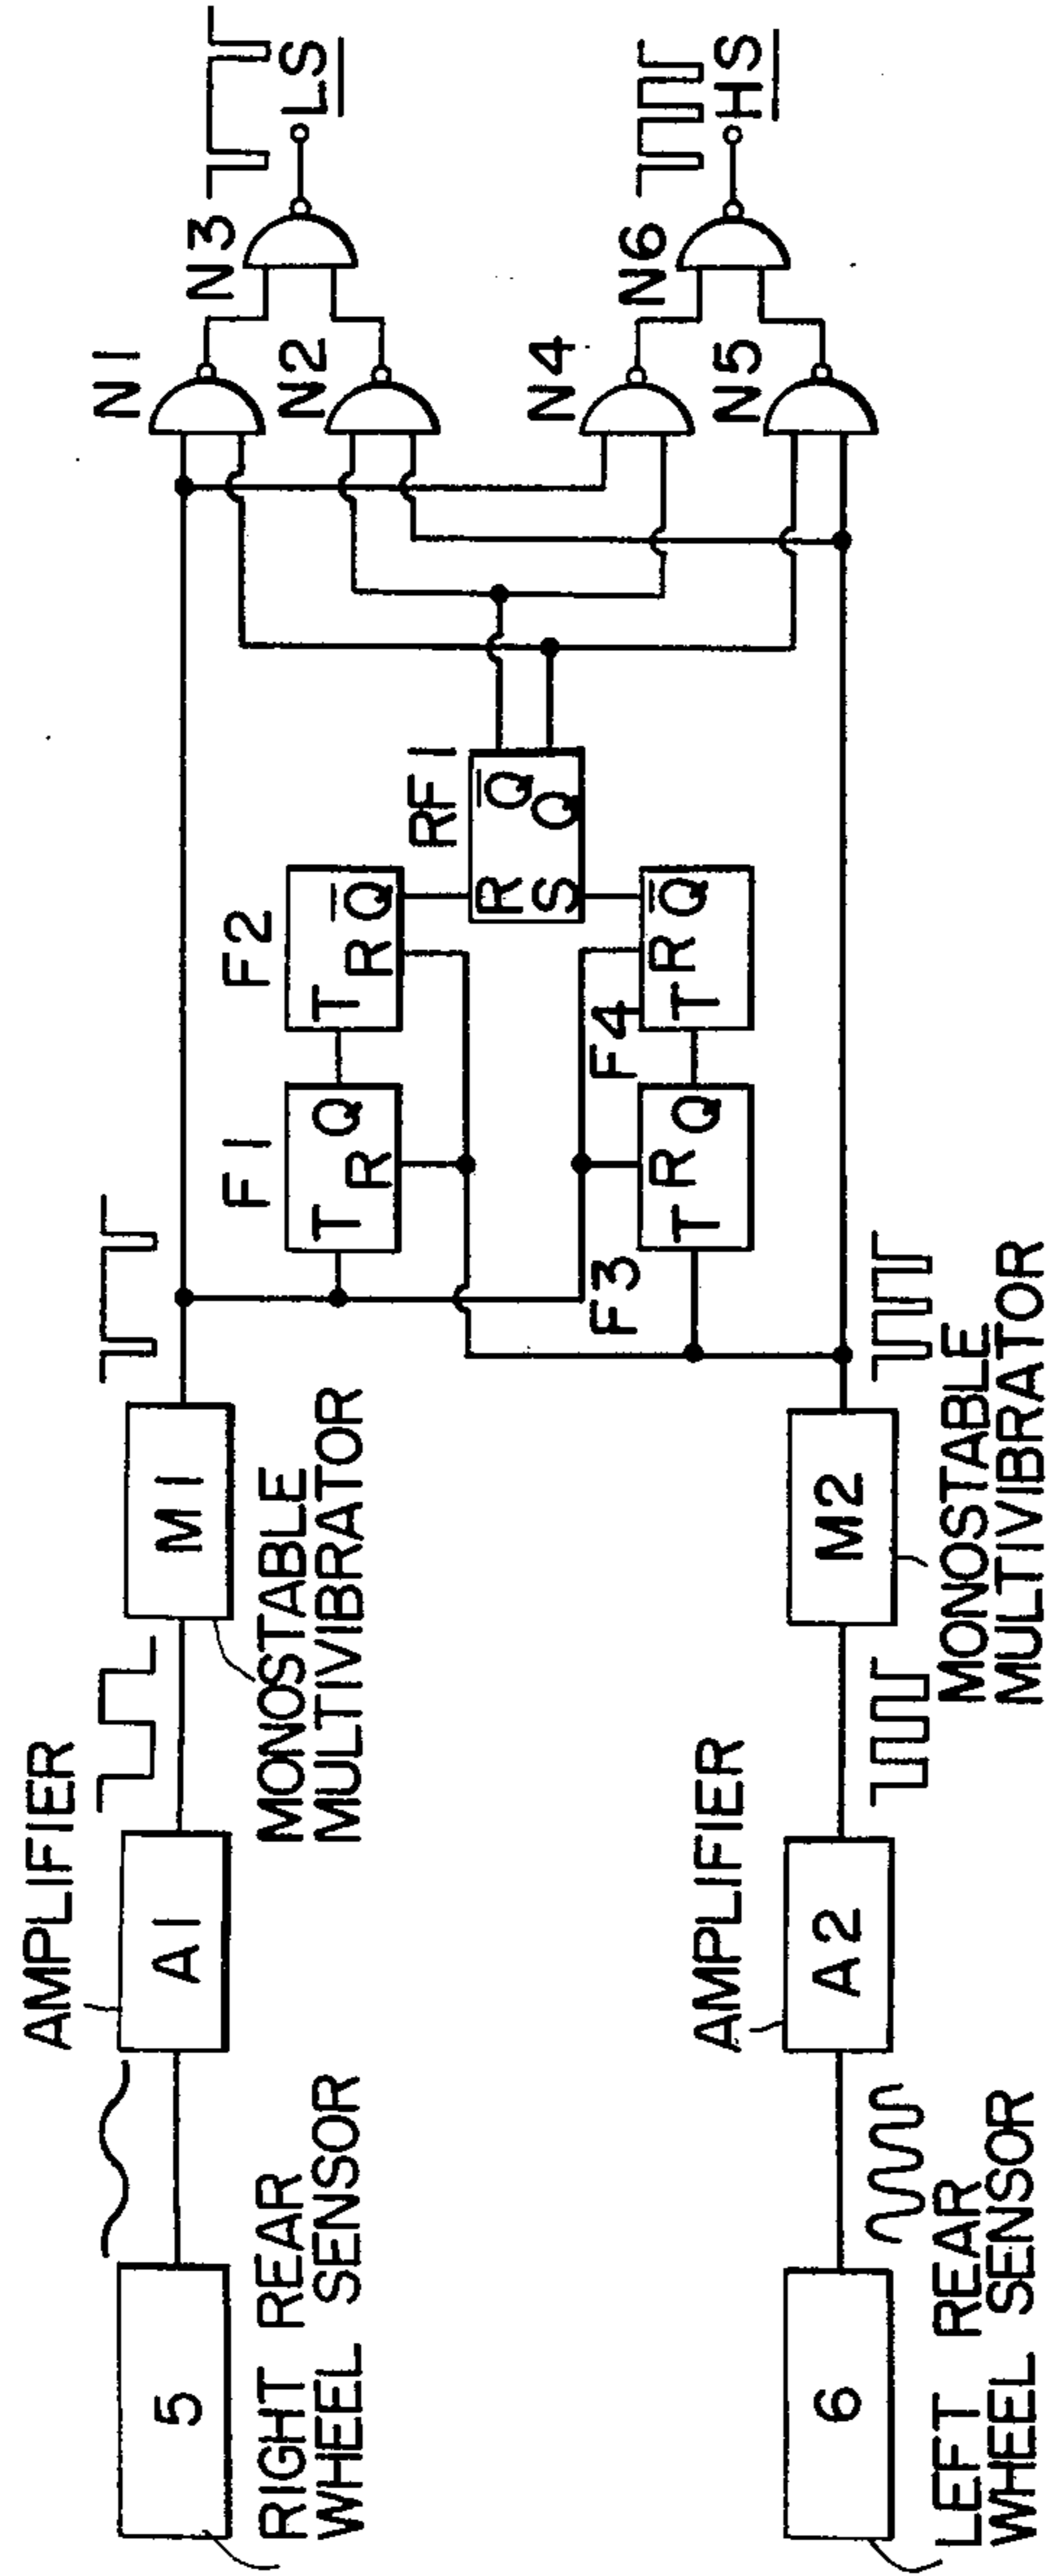 5
RIGHT REAR
WHEEL SENSOR
AMPLIFIER
A1
M1
MONOSTABLE
MULTIVIBRATOR
F1
T
R
Q
F2
T
R
Q̅
RF1
R
S
Q̅
Q
F3
T
R
Q
F4
T
R
Q̅
N1
N2
N3
LS
N4
N5
N6
HS
6
LEFT REAR
WHEEL SENSOR
AMPLIFIER
A2
M2
MONOSTABLE
MULTIVIBRATOR